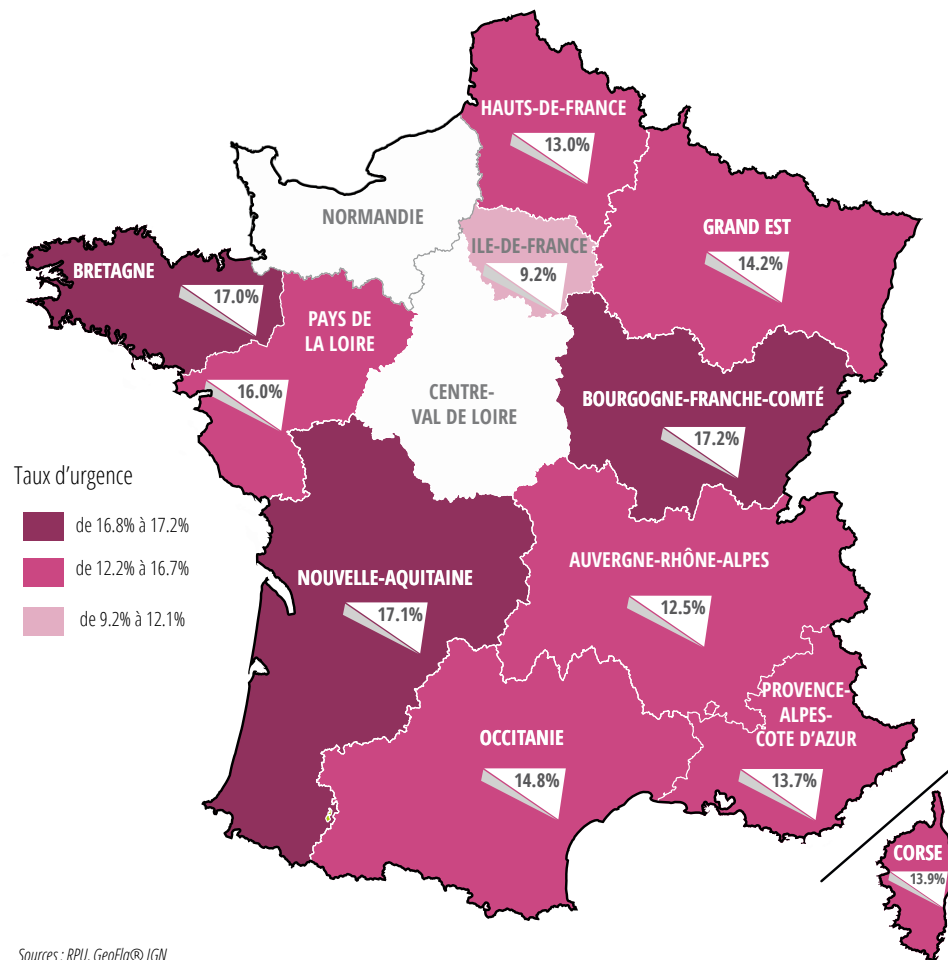 HAUTS-DE-FRANCE
13.0%
NORMANDIE
GRAND EST
14.2%
ILE-DE-FRANCE
9.2%
BRETAGNE
17.0%
PAYS DE
LA LOIRE
16.0%
CENTRE-
VAL DE LOIRE
BOURGOGNE-FRANCHE-COMTÉ
17.2%
Taux d'urgence
de 16.8% à 17.2%
de 12.2% à 16.7%
de 9.2% à 12.1%
NOUVELLE-AQUITAINE
17.1%
AUVERGNE-RHÔNE-ALPES
12.5%
PROVENCE-
ALPES-
COTE D'AZUR
13.7%
OCCITANIE
14.8%
CORSE
13.9%
Sources : RPU, GeoFla® IGN